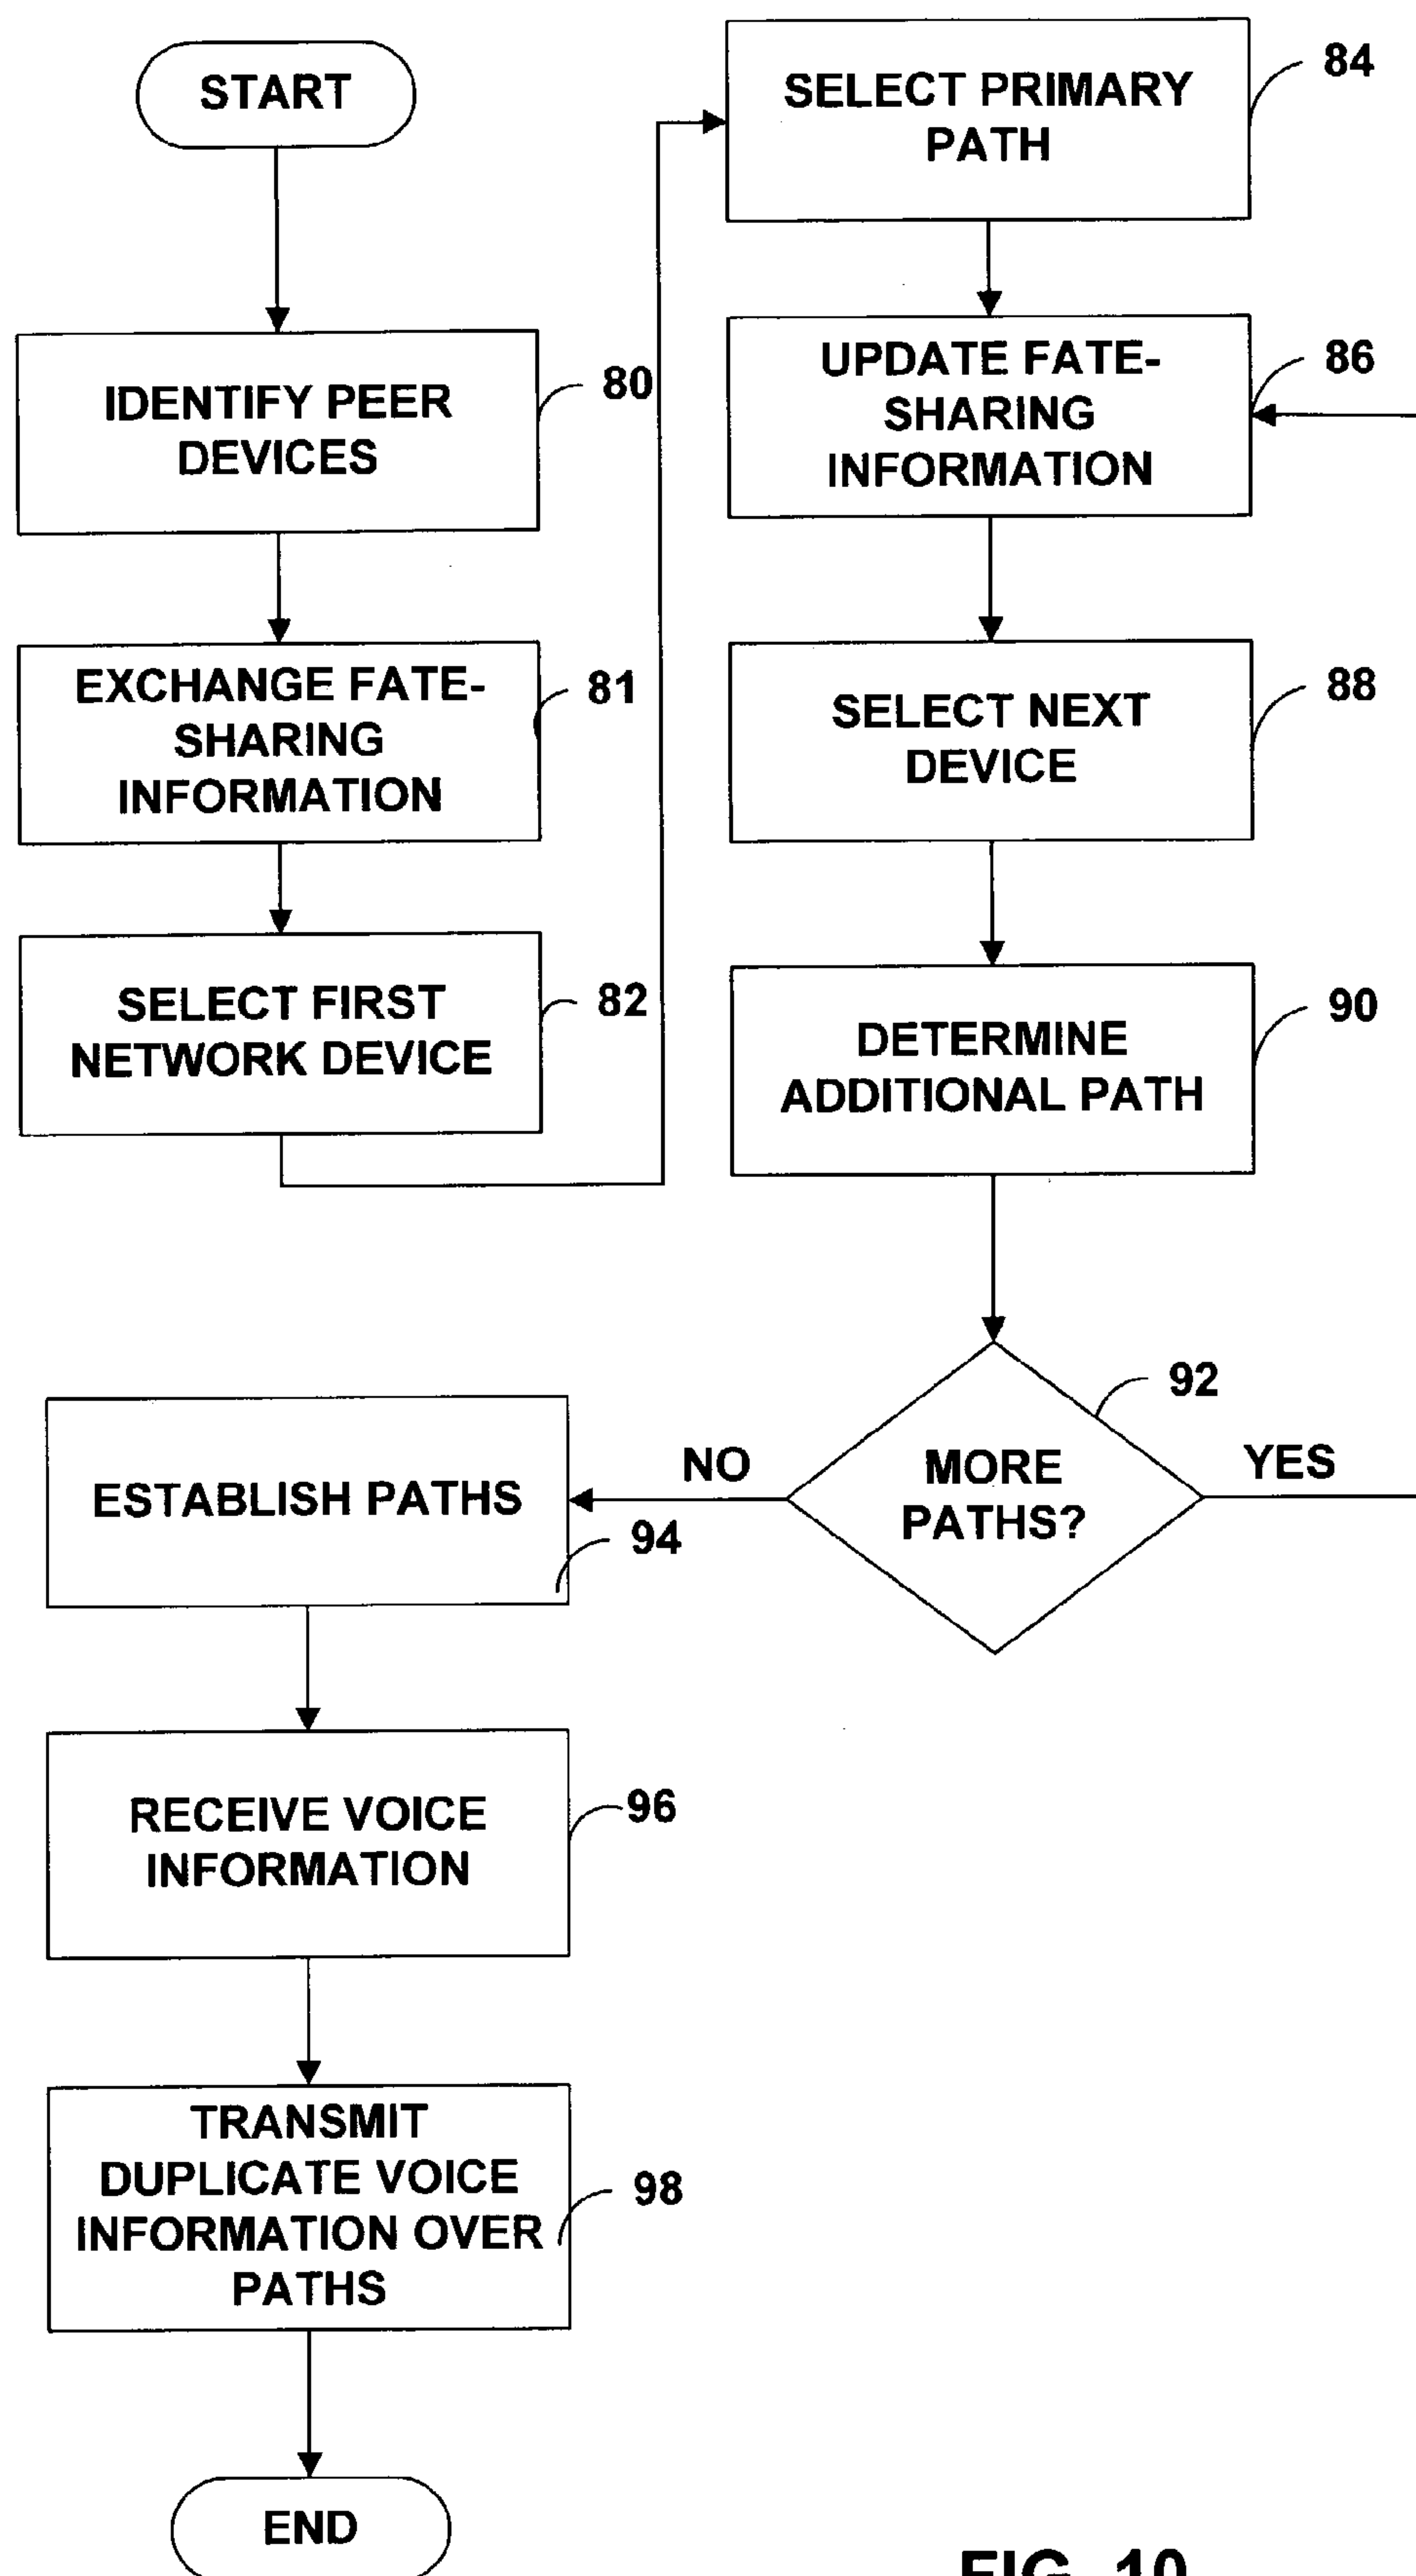 START
IDENTIFY PEER
DEVICES
80
EXCHANGE FATE-
SHARING
INFORMATION
81
SELECT FIRST
NETWORK DEVICE
82
SELECT PRIMARY
PATH
84
UPDATE FATE-
SHARING
INFORMATION
86
SELECT NEXT
DEVICE
88
DETERMINE
ADDITIONAL PATH
90
MORE
PATHS?
92
YES
NO
ESTABLISH PATHS
94
RECEIVE VOICE
INFORMATION
96
TRANSMIT
DUPLICATE VOICE
INFORMATION OVER
PATHS
98
END
FIG. 10